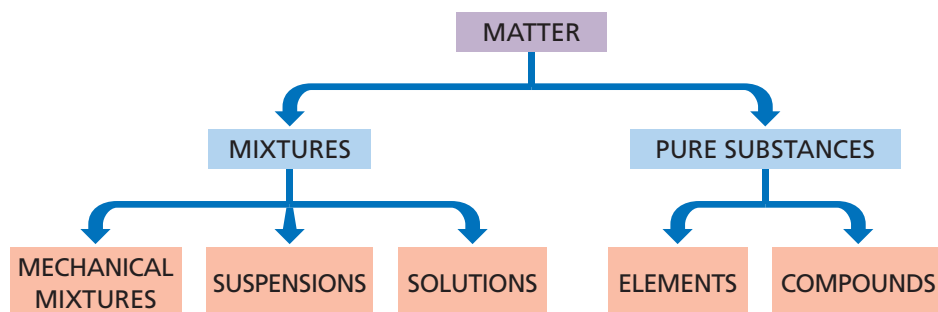 MATTER
MIXTURES
PURE SUBSTANCES
MECHANICAL
MIXTURES
SUSPENSIONS
SOLUTIONS
ELEMENTS
COMPOUNDS